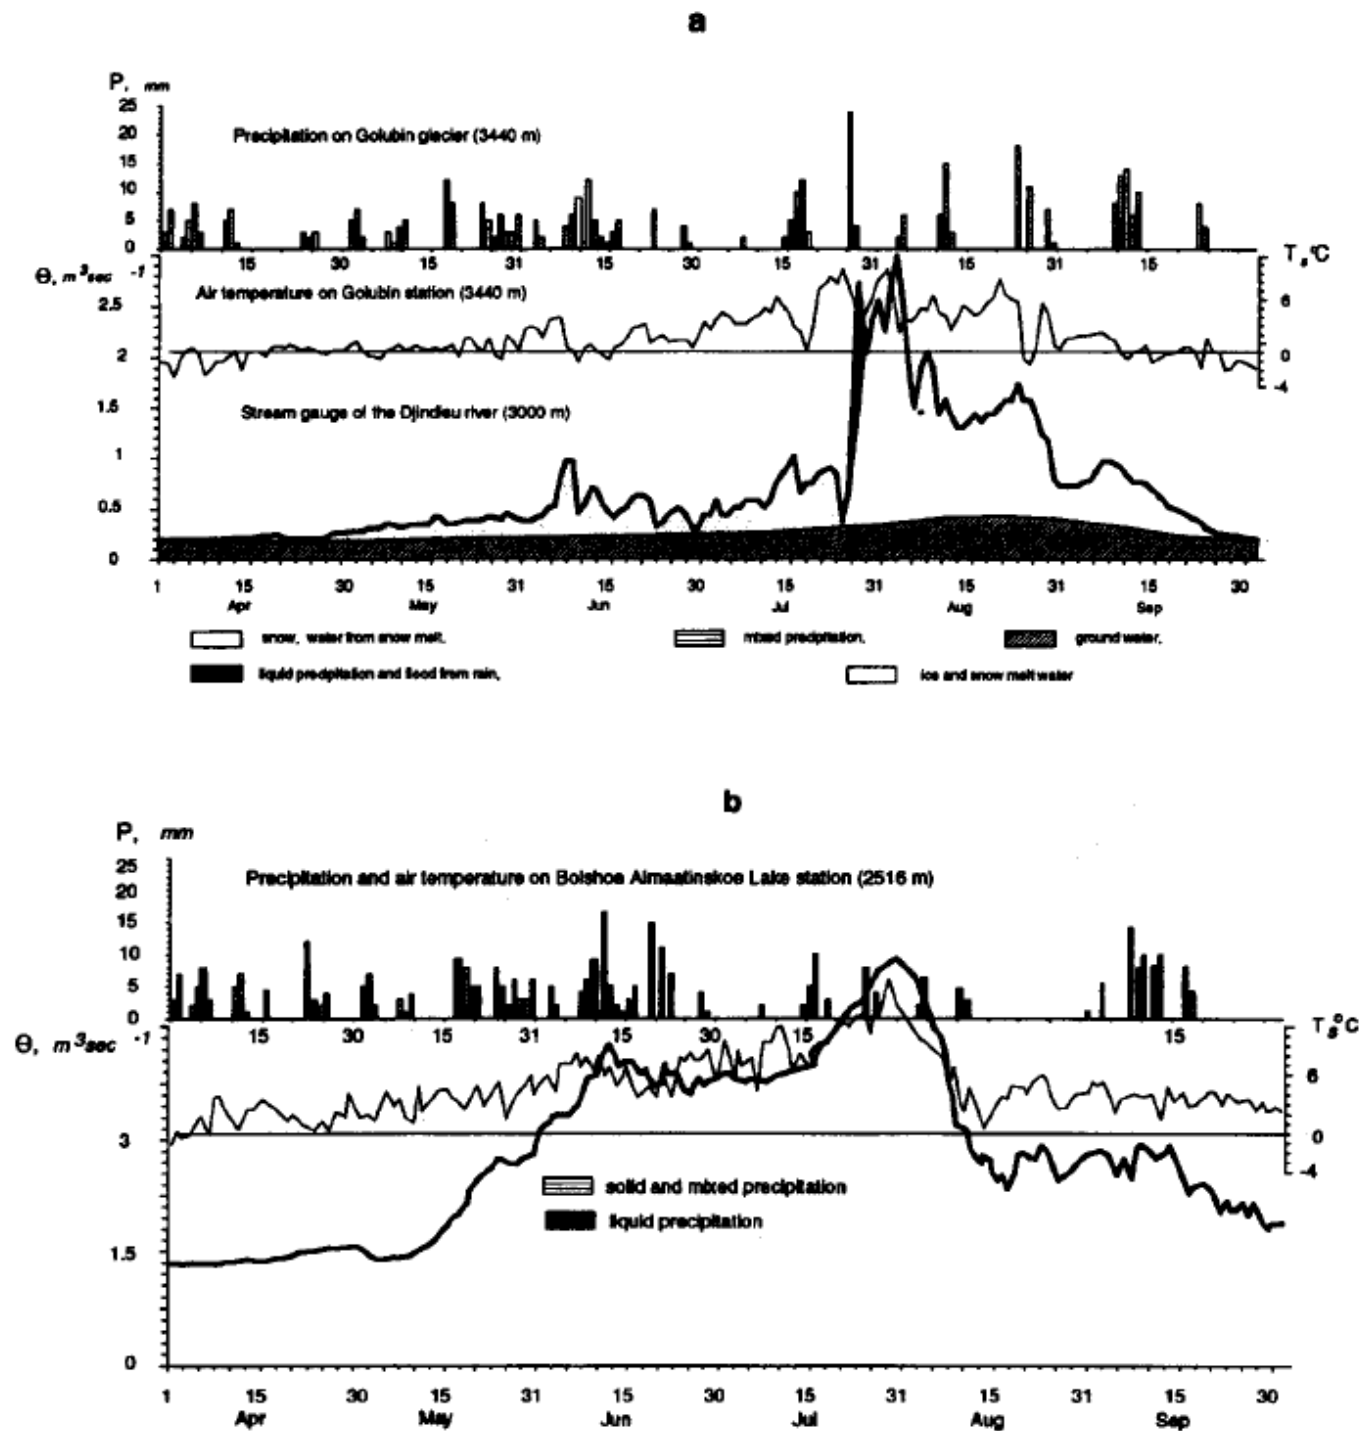 a
P, mm
25
20
15
10
5
0
Precipitation on Golubin glacier (3440 m)
15 30 15 31 15 30 15 31 15 31 15
Θ, m³sec -1
T, °C
Air temperature on Golubin station (3440 m)
2.5
2
1.5
1
0.5
0
6
0
-4
Stream gauge of the Djindisu river (3000 m)
1 15 30 15 31 15 30 15 31 15 31 15 30
Apr May Jun Jul Aug Sep
snow, water from snow melt,
mixed precipitation,
ground water,
liquid precipitation and flood from rain,
ice and snow melt water
b
P, mm
25
20
15
10
5
0
Precipitation and air temperature on Bolshoe Almaatinskoe Lake station (2516 m)
15 30 15 31 15 30 15 15
Θ, m³sec -1
T s°C
3
1.5
0
6
0
-4
solid and mixed precipitation
liquid precipitation
1 15 30 15 31 15 30 15 31 15 31 15 30
Apr May Jun Jul Aug Sep